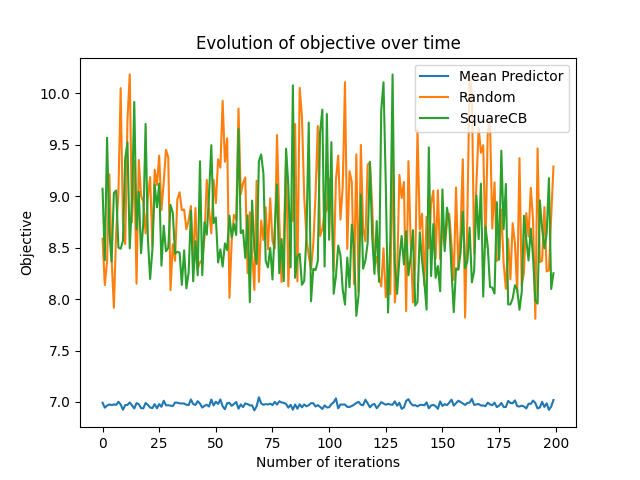 Evolution of objective over time
Mean Predictor
Random
SquareCB
Objective
10.0
9.5
9.0
8.5
8.0
7.5
7.0
0 25 50 75 100 125 150 175 200
Number of iterations